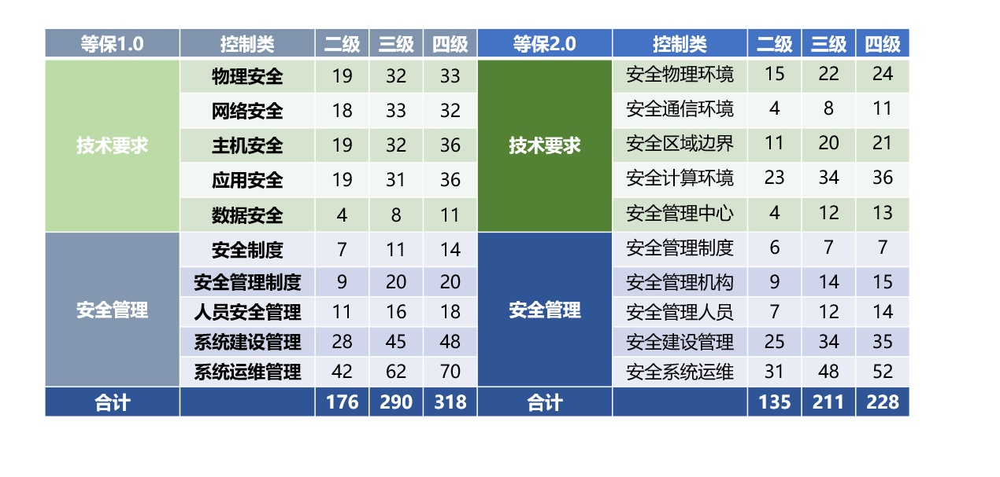 等保1.0 控制类 二级 三级 四级 等保2.0 控制类 二级 三级 四级
技术要求 物理安全 19 32 33 技术要求 安全物理环境 15 22 24
网络安全 18 33 32 安全通信环境 4 8 11
主机安全 19 32 36 安全区域边界 11 20 21
应用安全 19 31 36 安全计算环境 23 34 36
数据安全 4 8 11 安全管理中心 4 12 13
安全管理 安全制度 7 11 14 安全管理 安全管理制度 6 7 7
安全管理制度 9 20 20 安全管理机构 9 14 15
人员安全管理 11 16 18 安全管理人员 7 12 14
系统建设管理 28 45 48 安全建设管理 25 34 35
系统运维管理 42 62 70 安全系统运维 31 48 52
合计 176 290 318 合计 135 211 228